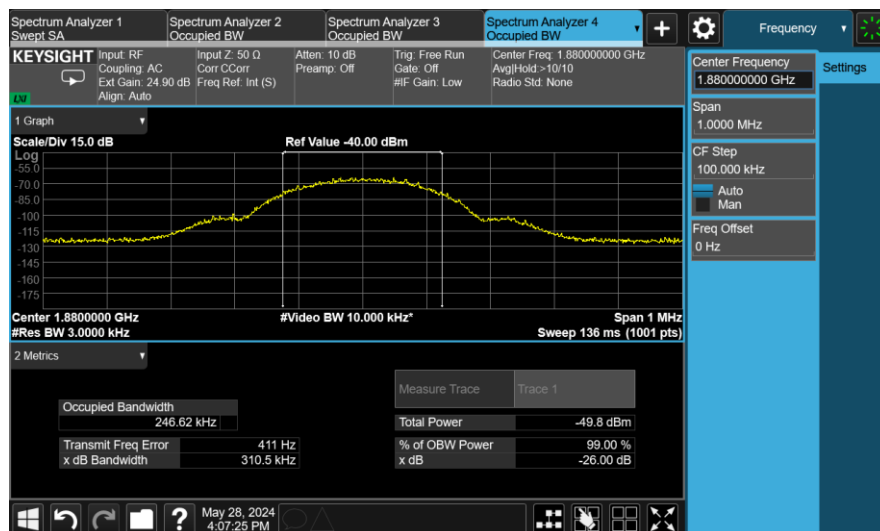 Spectrum Analyzer 1
Swept SA
Spectrum Analyzer 2
Occupied BW
Spectrum Analyzer 3
Occupied BW
Spectrum Analyzer 4
Occupied BW
▼
+
Frequency
▼
KEYSIGHT
LXI
Input: RF
Coupling: AC
Ext Gain: 24.90 dB
Align: Auto
Input Z: 50 Ω
Corr CCorr
Freq Ref: Int (S)
Atten: 10 dB
Preamp: Off
Trig: Free Run
Gate: Off
#IF Gain: Low
Center Freq: 1.880000000 GHz
Avg|Hold:>10/10
Radio Std: None
Center Frequency
1.880000000 GHz
Settings
Span
1.0000 MHz
CF Step
100.000 kHz
Auto
Man
Freq Offset
0 Hz
1 Graph
Scale/Div 15.0 dB
Ref Value -40.00 dBm
Log
-55.0
-70.0
-85.0
-100
-115
-130
-145
-160
-175
Center 1.8800000 GHz
#Video BW 10.000 kHz*
Span 1 MHz
#Res BW 3.0000 kHz
Sweep 136 ms (1001 pts)
2 Metrics
Measure Trace
Trace 1
Occupied Bandwidth
246.62 kHz
Total Power
-49.8 dBm
Transmit Freq Error
411 Hz
% of OBW Power
99.00 %
x dB Bandwidth
310.5 kHz
x dB
-26.00 dB
?
May 28, 2024
4:07:25 PM